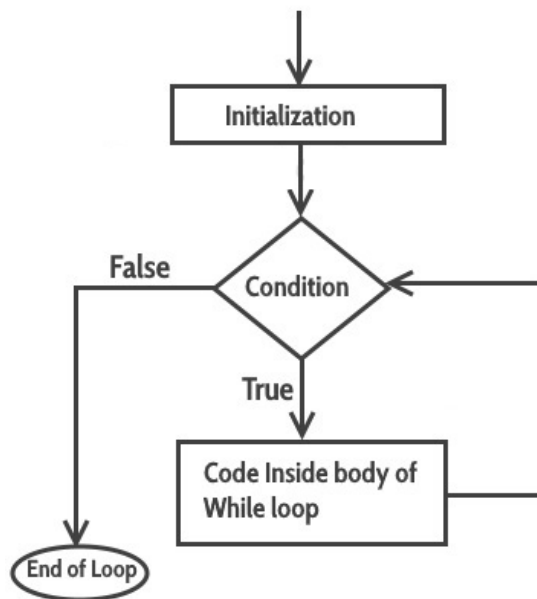 Initialization
False
Condition
True
Code Inside body of
While loop
End of Loop